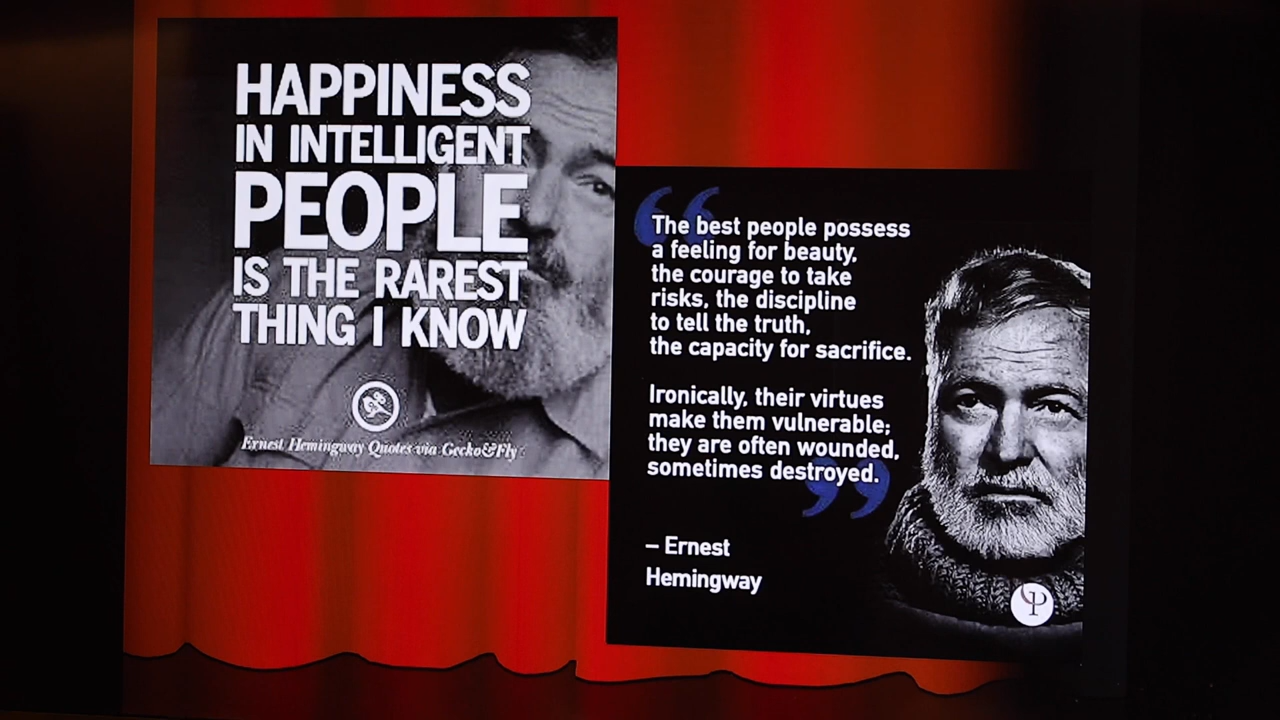 HAPPINESS
IN INTELLIGENT
PEOPLE
IS THE RAREST
THING I KNOW
Ernest Hemingway Quotes via Gecko&Fly
“
The best people possess
a feeling for beauty,
the courage to take
risks, the discipline
to tell the truth,
the capacity for sacrifice.
Ironically, their virtues
make them vulnerable;
they are often wounded,
sometimes destroyed.
”
– Ernest
Hemingway